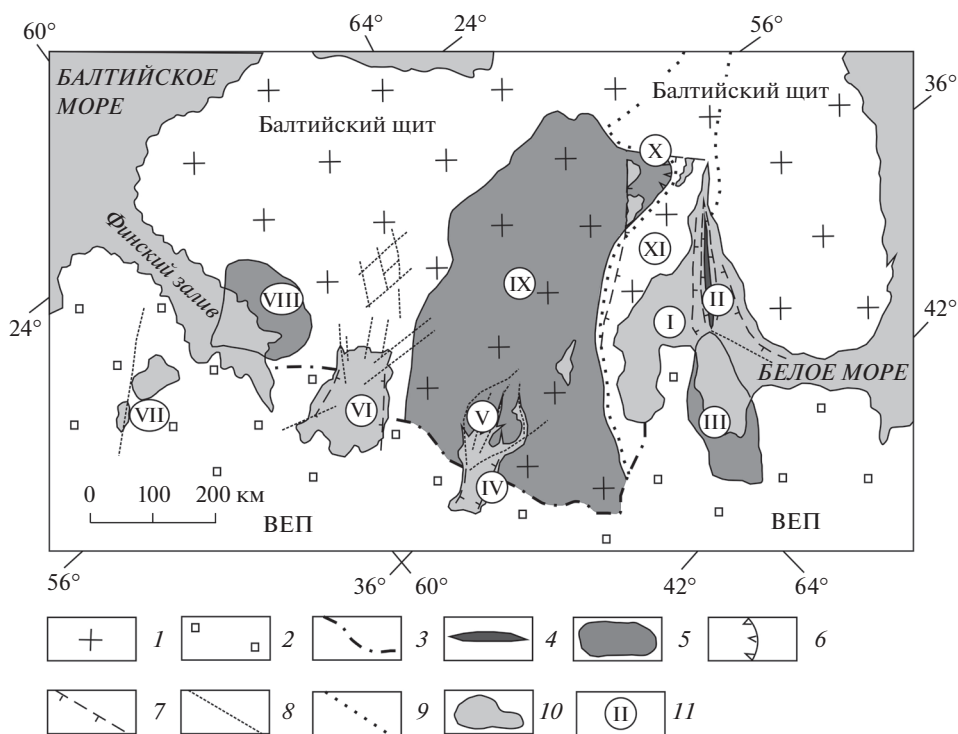 64° 24° 56°
60°
БАЛТИЙСКОЕ
МОРЕ
Балтийский щит
Балтийский щит
36°
X
Финский залив
XI
IX
VIII
II
I
24°
42°
БЕЛОЕ МОРЕ
VII
VI
V
III
IV
0 100 200 км
ВЕП
ВЕП
56° 36° 60° 42° 64°
1 2 3 4 5 6
7 8 9 10 II 11